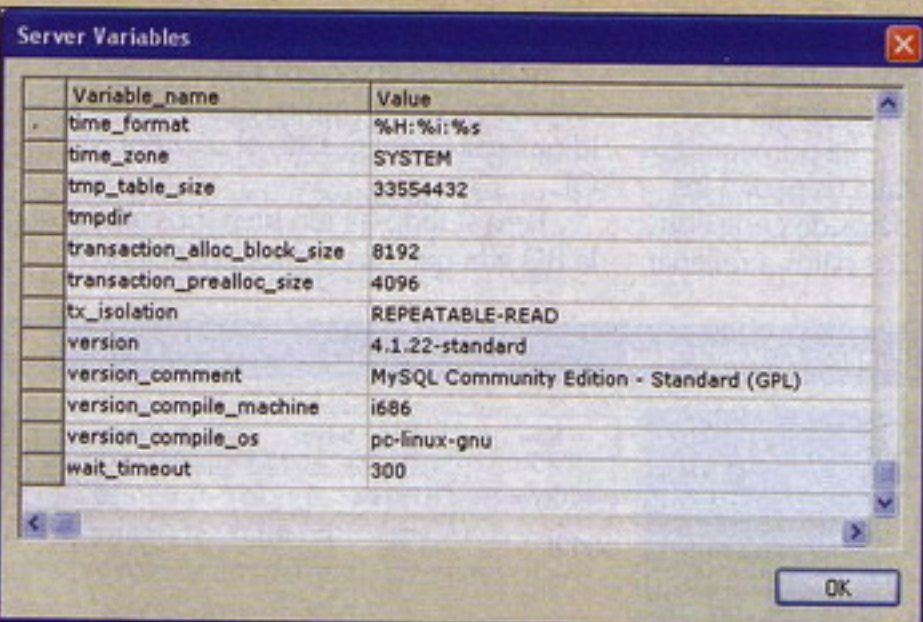 Server Variables
Variable_name Value
time_format %H:%i:%s
time_zone SYSTEM
tmp_table_size 33554432
tmpdir
transaction_alloc_block_size 8192
transaction_prealloc_size 4096
tx_isolation REPEATABLE-READ
version 4.1.22-standard
version_comment MySQL Community Edition - Standard (GPL)
version_compile_machine i686
version_compile_os pc-linux-gnu
wait_timeout 300
OK